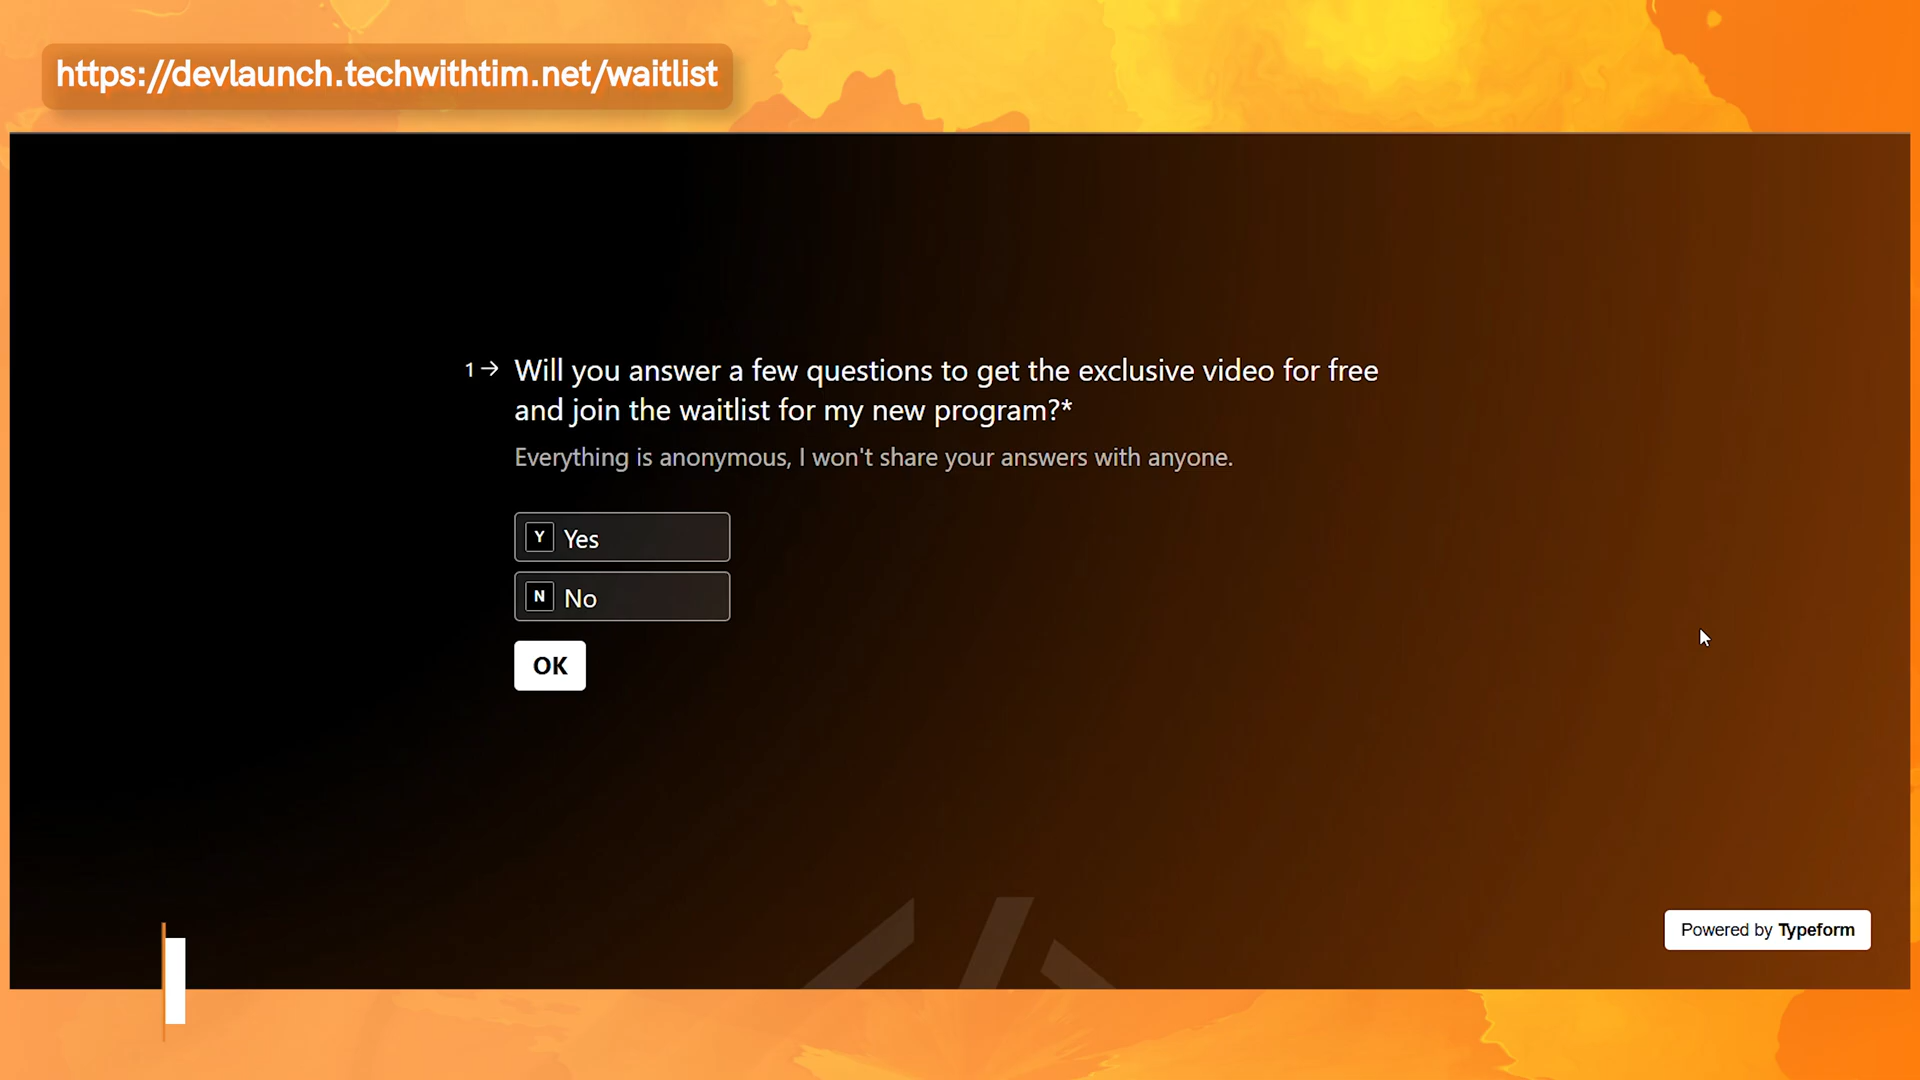 https://devlaunch.techwithtim.net/waitlist
1→ Will you answer a few questions to get the exclusive video for free
and join the waitlist for my new program?*
Everything is anonymous, I won't share your answers with anyone.
Y Yes
N No
OK
Powered by Typeform